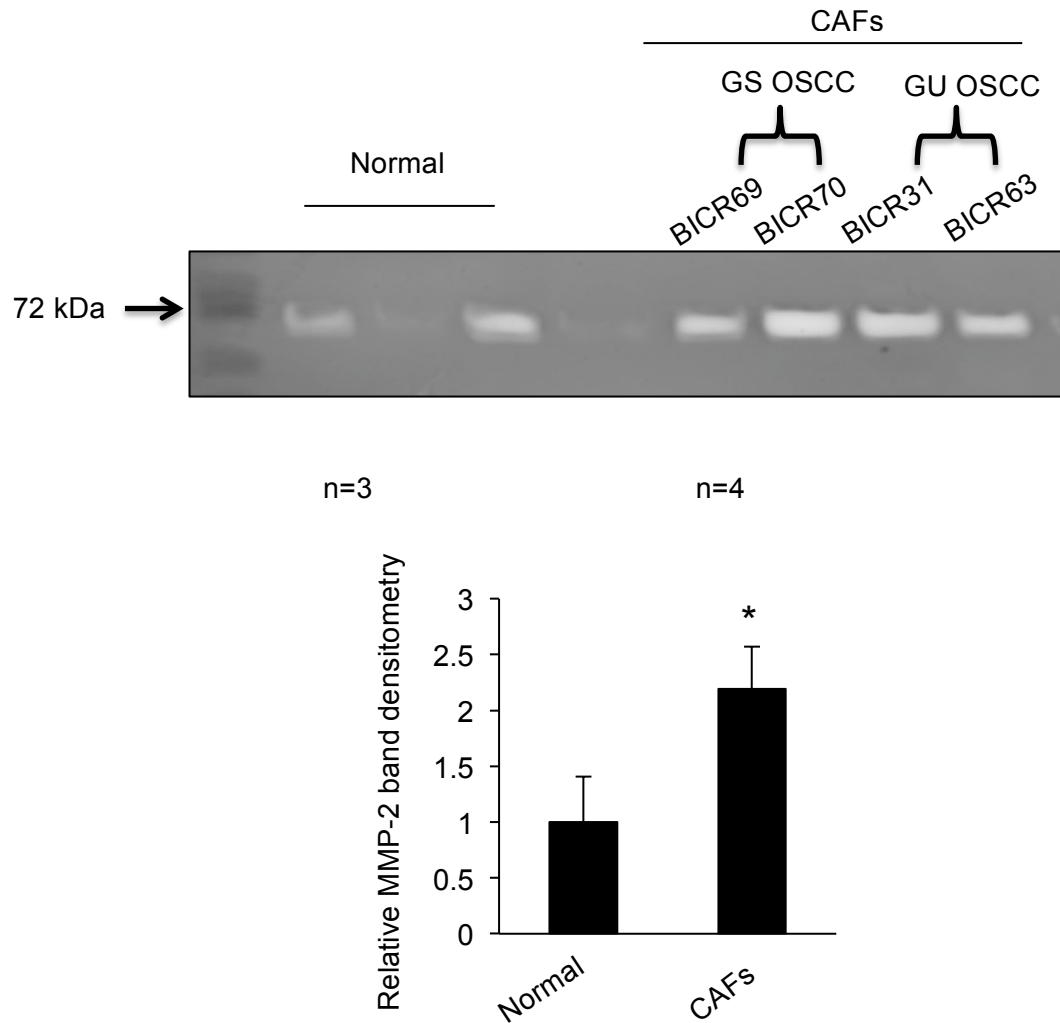 CAFs
GS OSCC GU OSCC
Normal
BICR69 BICR70 BICR31 BICR63
72 kDa
n=3 n=4
Relative MMP-2 band densitometry
3
*
2.5
2
1.5
1
0.5
0
Normal CAFs